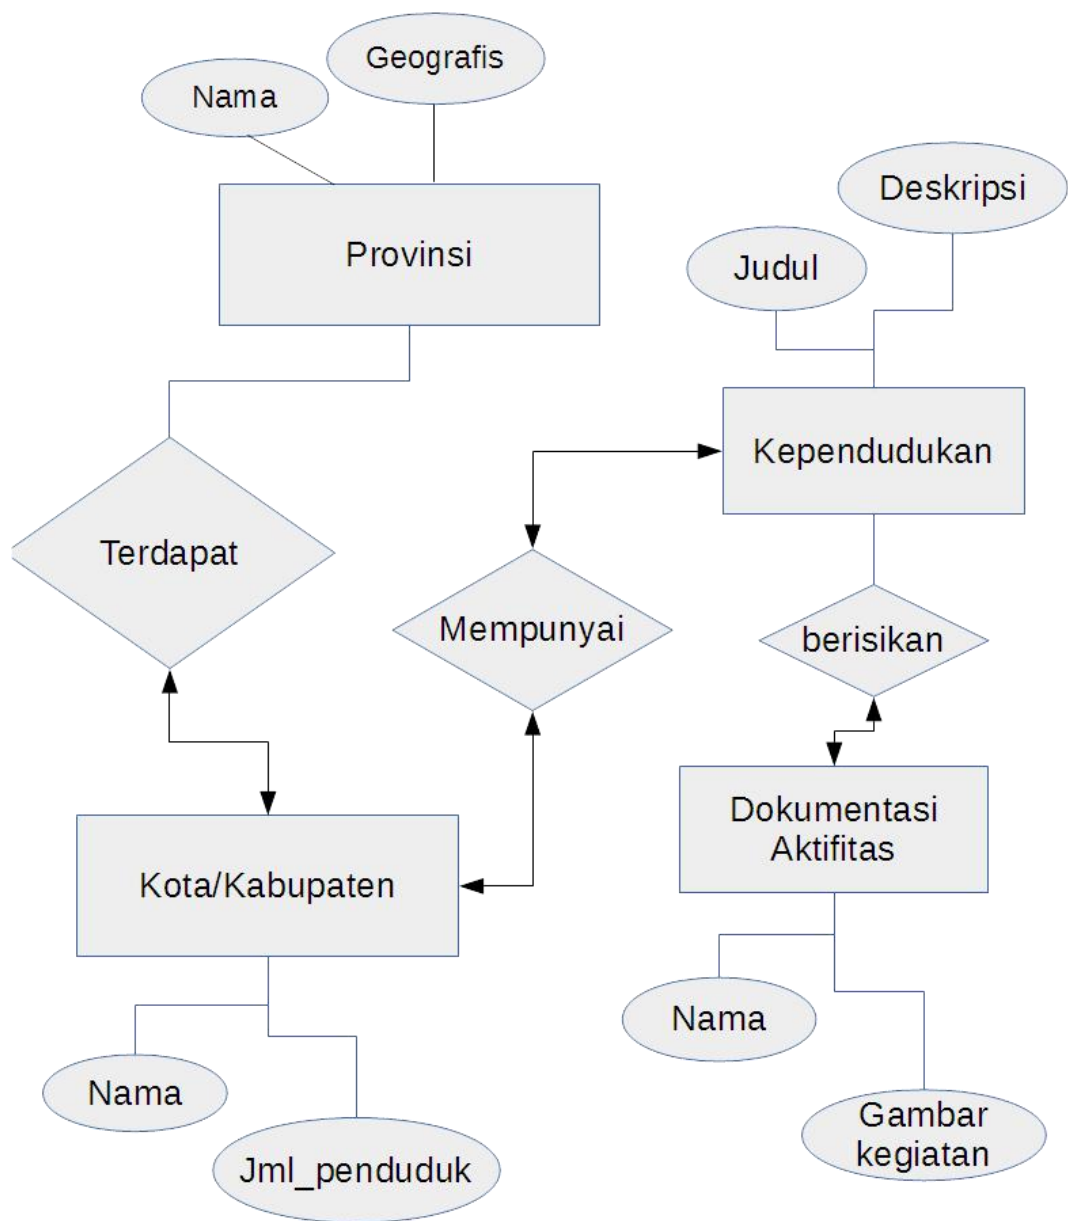 Geografis
Nama
Provinsi
Deskripsi
Judul
Kependudukan
Terdapat
Mempunyai
berisikan
Dokumentasi
Aktifitas
Kota/Kabupaten
Nama
Nama
Jml_penduduk
Gambar
kegiatan